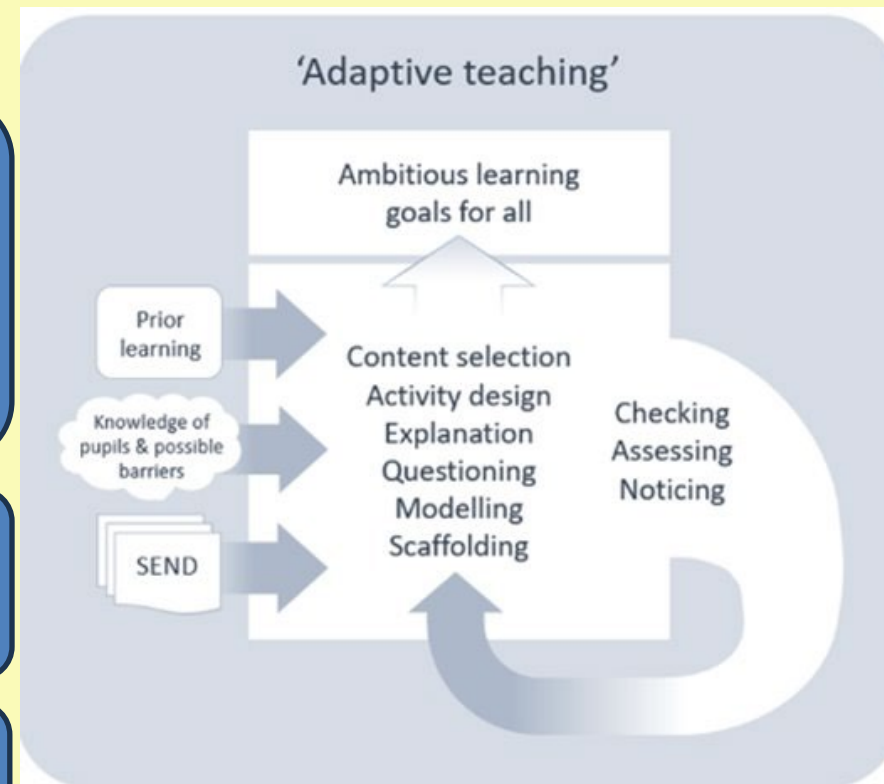 ‘Adaptive teaching’
Ambitious learning
goals for all
Prior
learning
Knowledge of
pupils & possible
barriers
SEND
Content selection
Activity design
Explanation
Questioning
Modelling
Scaffolding
Checking
Assessing
Noticing